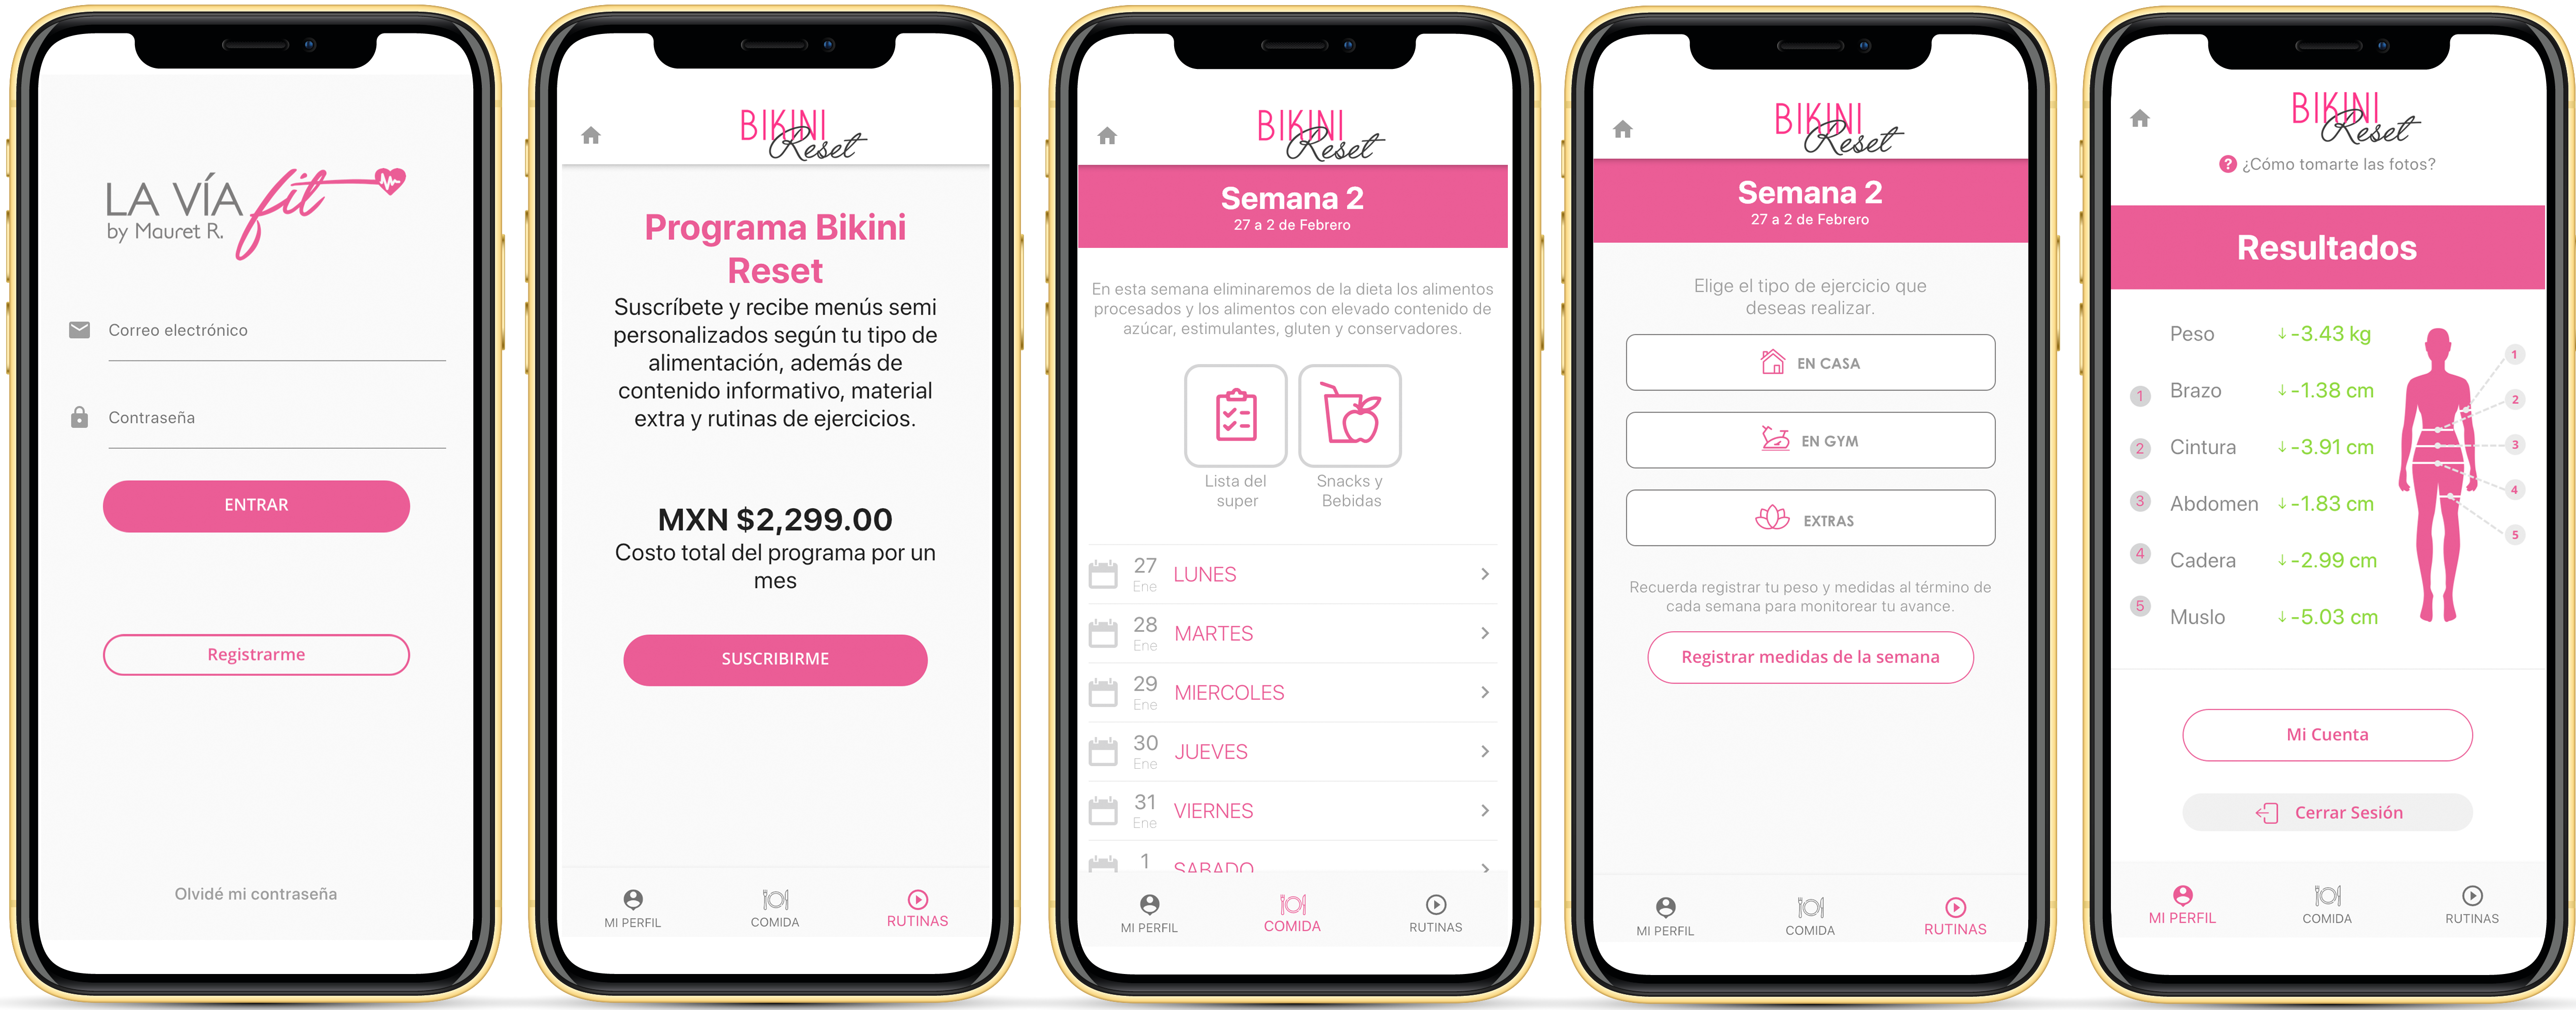 LA VÍA fit
by Mauret R.
Correo electrónico
Contraseña
ENTRAR
Registrarme
Olvidé mi contraseña
BIKINI
Reset
Programa Bikini
Reset
Suscríbete y recibe menús semi
personalizados según tu tipo de
alimentación, además de
contenido informativo, material
extra y rutinas de ejercicios.
MXN $2,299.00
Costo total del programa por un
mes
SUSCRIBIRME
MI PERFIL
COMIDA
RUTINAS
BIKINI
Reset
Semana 2
27 a 2 de Febrero
En esta semana eliminaremos de la dieta los alimentos
procesados y los alimentos con elevado contenido de
azúcar, estimulantes, gluten y conservadores.
Lista del
super
Snacks y
Bebidas
27 LUNES
Ene
28 MARTES
Ene
29 MIERCOLES
Ene
30 JUEVES
Ene
31 VIERNES
Ene
1 SABADO
MI PERFIL
COMIDA
RUTINAS
BIKINI
Reset
Semana 2
27 a 2 de Febrero
Elige el tipo de ejercicio que
deseas realizar.
EN CASA
EN GYM
EXTRAS
Recuerda registrar tu peso y medidas al término de
cada semana para monitorear tu avance.
Registrar medidas de la semana
MI PERFIL
COMIDA
RUTINAS
BIKINI
Reset
? ¿Cómo tomarte las fotos?
Resultados
Peso ↓ -3.43 kg
1 Brazo ↓ -1.38 cm
2 Cintura ↓ -3.91 cm
3 Abdomen ↓ -1.83 cm
4 Cadera ↓ -2.99 cm
5 Muslo ↓ -5.03 cm
1
2
3
4
5
Mi Cuenta
Cerrar Sesión
MI PERFIL
COMIDA
RUTINAS